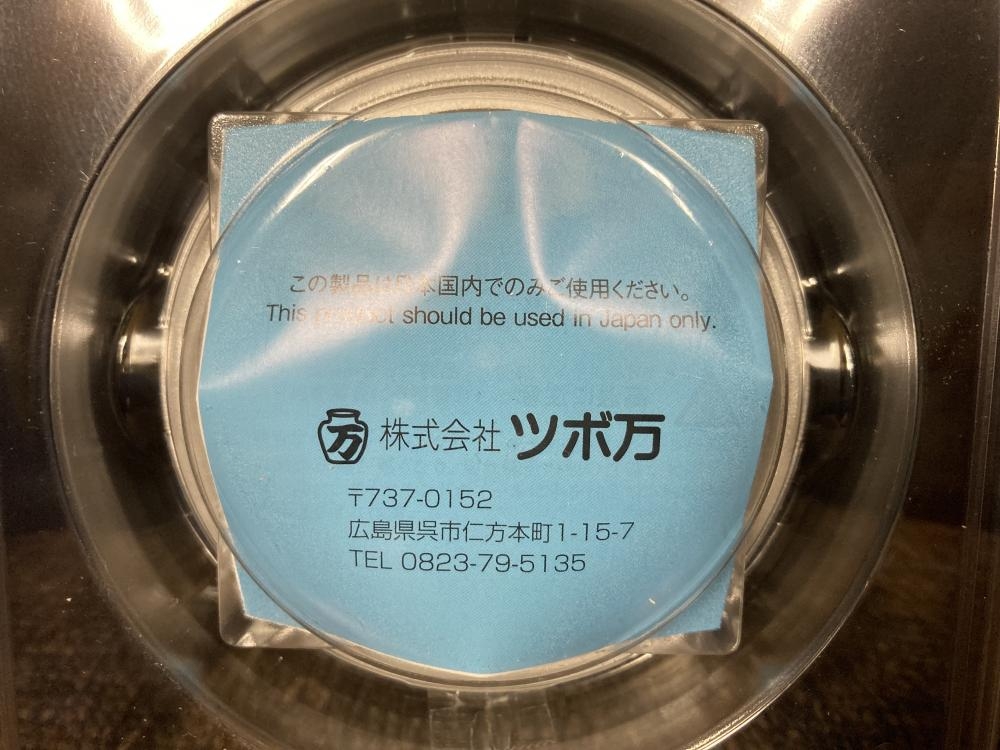 この製品は日本国内でのみご使用ください。
This product should be used in Japan only.
万 株式会社 ツボ万
〒737-0152
広島県呉市仁方本町1-15-7
TEL 0823-79-5135